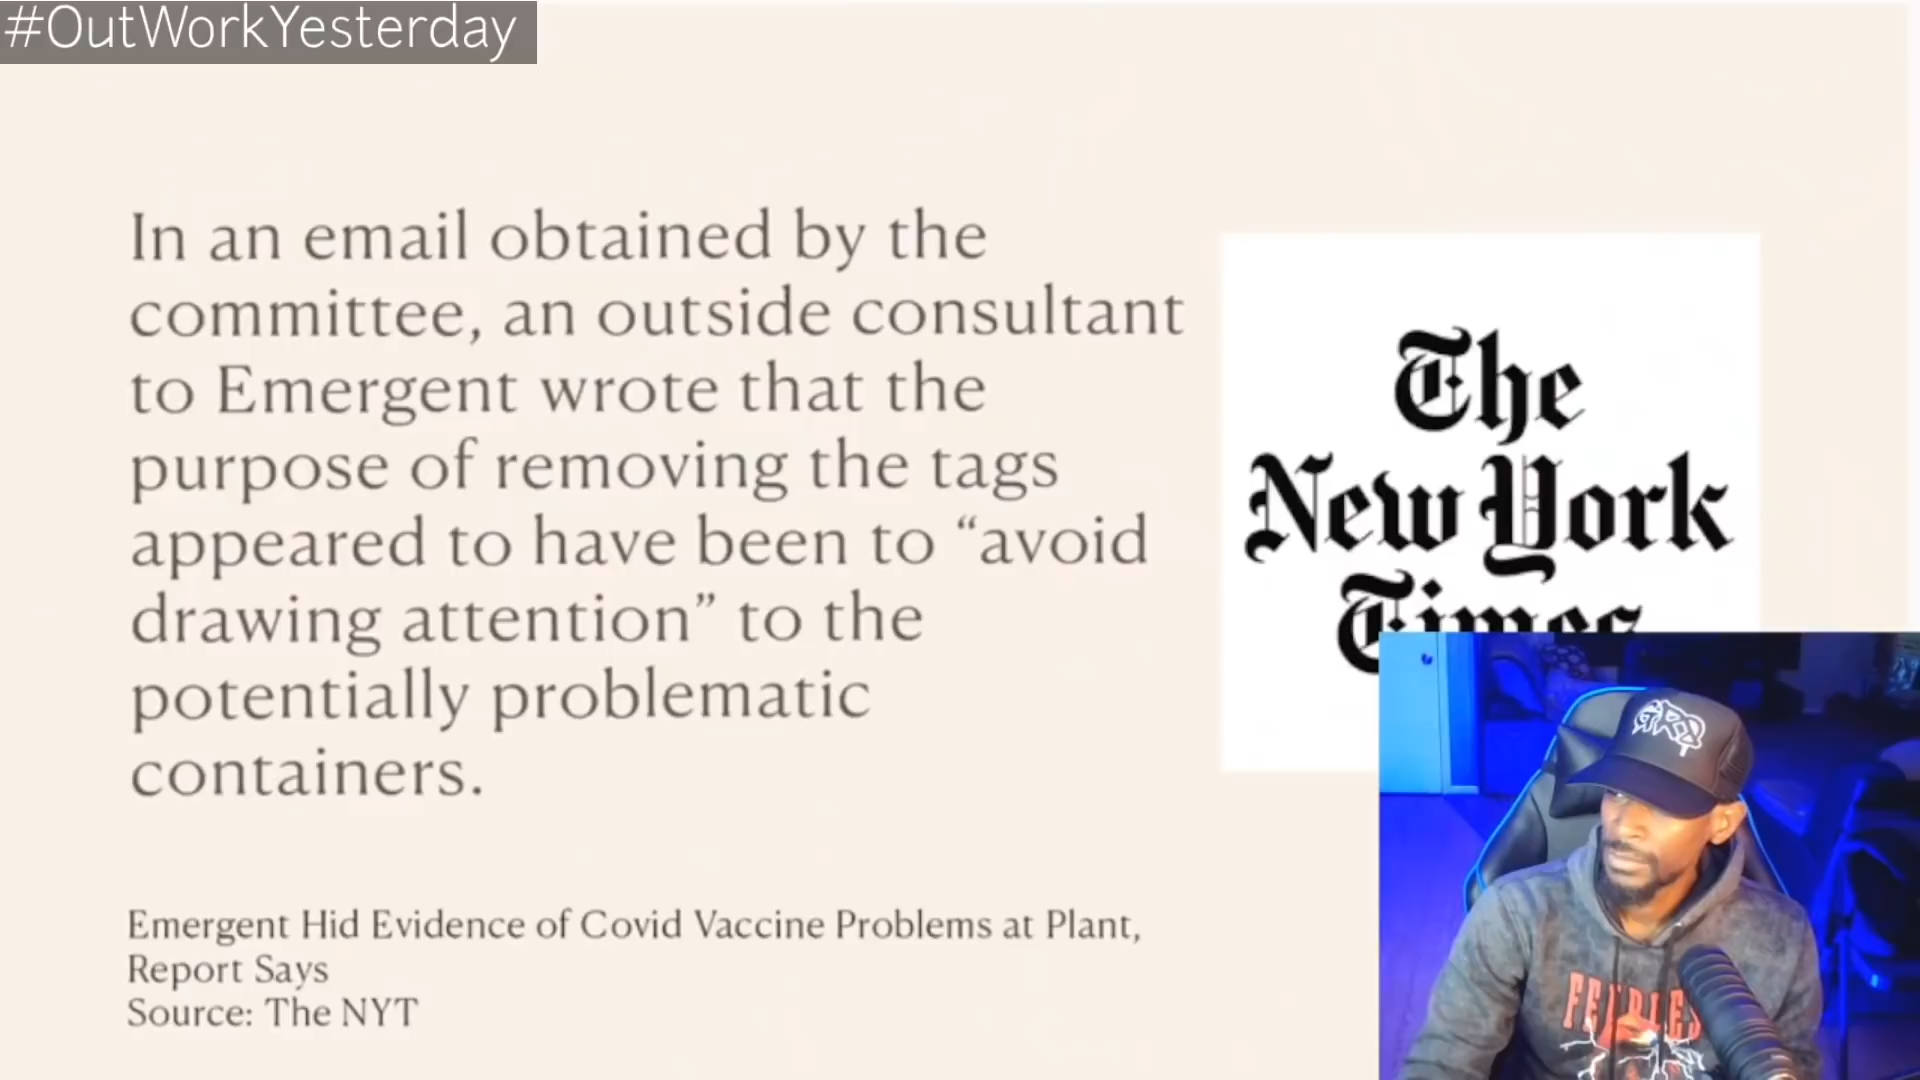 #OutWorkYesterday
In an email obtained by the
committee, an outside consultant
to Emergent wrote that the
purpose of removing the tags
appeared to have been to “avoid
drawing attention” to the
potentially problematic
containers.
The
New York
Times
Emergent Hid Evidence of Covid Vaccine Problems at Plant,
Report Says
Source: The NYT
GR8